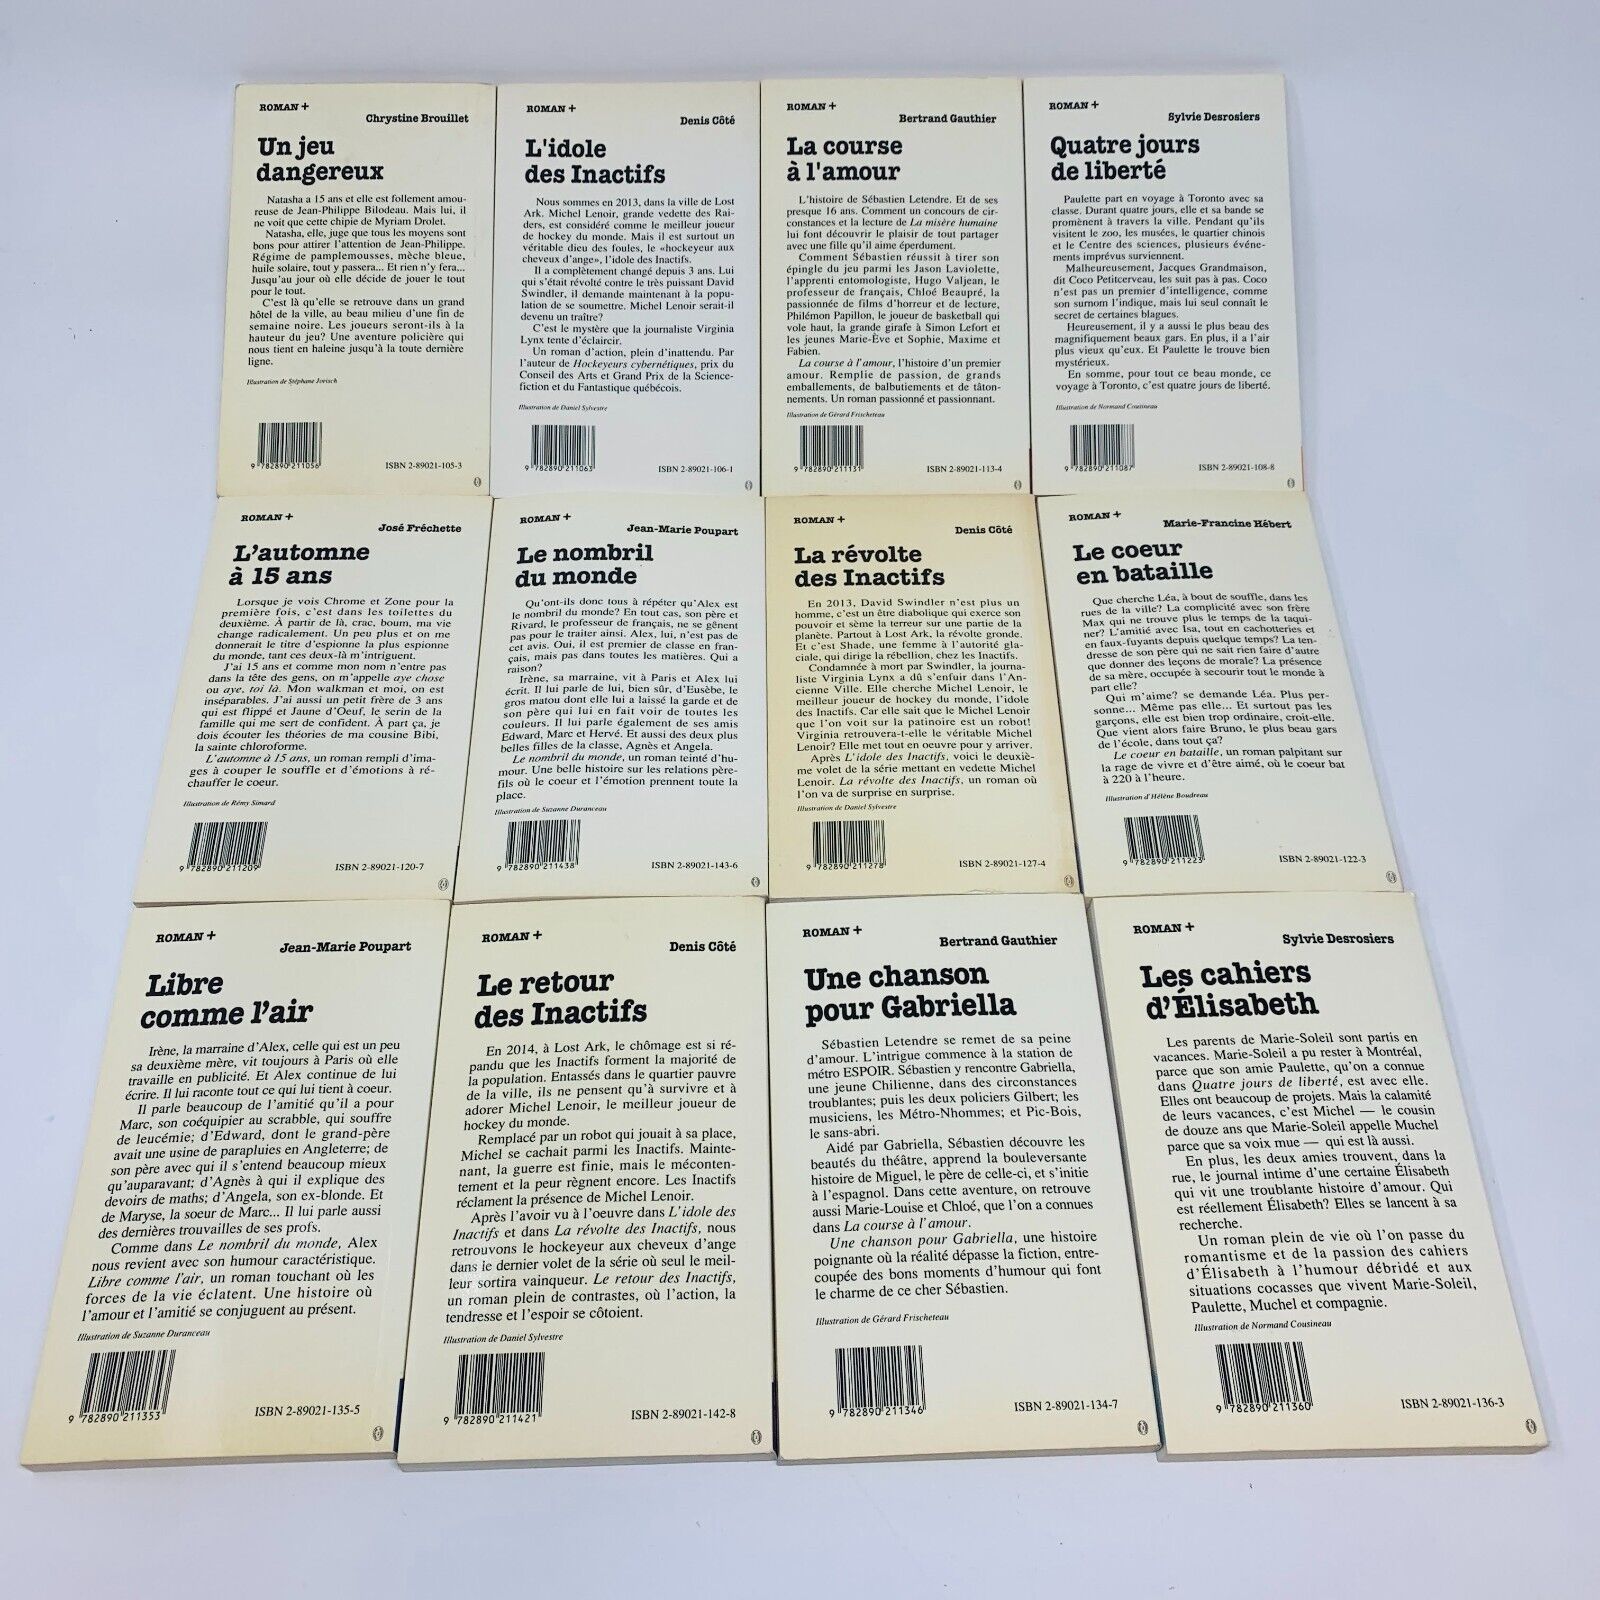 ROMAN +
Chrystine Brouillet
Un jeu
dangereux
Natasha a 15 ans et elle est follement amou-
reuse de Jean-Philippe Bilodeau. Mais lui, il
ne voit que cette chipie de Myriam Drolet.
Natasha, elle, juge que tous les moyens sont
bons pour attirer l'attention de Jean-Philippe.
Régime de pamplemousses, mèche bleue,
huile solaire, tout y passera... Et rien n'y fera...
Jusqu'au jour où elle décide de jouer le tout
pour le tout.
C'est là qu'elle se retrouve dans un grand
hôtel de la ville, au beau milieu d'une fin de
semaine noire. Les joueurs seront-ils à la
hauteur du jeu? Une aventure policière qui
nous tient en haleine jusqu'à la toute dernière
ligne.
Illustration de Stéphane Jorisch
9 782890 211056
ISBN 2-89021-105-3
ROMAN +
Denis Côté
L'idole
des Inactifs
Nous sommes en 2013, dans la ville de Lost
Ark. Michel Lenoir, grande vedette des Rai-
ders, est considéré comme le meilleur joueur
de hockey du monde. Mais il est surtout un
véritable dieu des foules, le «hockeyeur aux
cheveux d'ange», l'idole des Inactifs.
Il a complètement changé depuis 3 ans. Lui
qui s'était révolté contre le très puissant David
Swindler, il demande maintenant à la popu-
lation de se soumettre. Michel Lenoir serait-il
devenu un traître?
C'est le mystère que la journaliste Virginia
Lynx tente d'éclaircir.
Un roman d'action, plein d'inattendu. Par
l'auteur de Hockeyeurs cybernétiques, prix du
Conseil des Arts et Grand Prix de la Science-
fiction et du Fantastique québécois.
Illustration de Daniel Sylvestre
9 782890 211063
ISBN 2-89021-106-1
ROMAN +
Bertrand Gauthier
La course
à l'amour
L'histoire de Sébastien Letendre. Et de ses
presque 16 ans. Comment un concours de cir-
constances et la lecture de La misère humaine
lui font découvrir le plaisir de tout partager
avec une fille qu'il aime éperdument.
Comment Sébastien réussit à tirer son
épingle du jeu parmi les Jason Laviolette,
l'apprenti entomologiste, Hugo Valjean, le
professeur de français, Chloé Beaupré, la
passionnée de films d'horreur et de lecture,
Philémon Papillon, le joueur de basketball qui
vole haut, la grande girafe à Simon Lefort et
les jeunes Marie-Ève et Sophie, Maxime et
Fabien.
La course à l'amour, l'histoire d'un premier
amour. Remplie de passion, de grands
emballements, de balbutiements et de tâton-
nements. Un roman passionné et passionnant.
Illustration de Gérard Frischeteau
9 782890 211131
ISBN 2-89021-113-4
ROMAN +
Sylvie Desrosiers
Quatre jours
de liberté
Paulette part en voyage à Toronto avec sa
classe. Durant quatre jours, elle et sa bande se
promènent à travers la ville. Pendant qu'ils
visitent le zoo, les musées, le quartier chinois
et le Centre des sciences, plusieurs événe-
ments imprévus surviennent.
Malheureusement, Jacques Grandmaison,
dit Coco Petitcerveau, les suit pas à pas. Coco
n'est pas un premier d'intelligence, comme
son surnom l'indique, mais lui seul connaît le
secret de certaines blagues.
Heureusement, il y a aussi le plus beau des
magnifiquement beaux gars. En plus, il a l'air
plus vieux qu'eux. Et Paulette le trouve bien
mystérieux.
En somme, pour tout ce beau monde, ce
voyage à Toronto, c'est quatre jours de liberté.
Illustration de Normand Cousineau
9 782890 211087
ISBN 2-89021-108-8
ROMAN +
José Fréchette
L'automne
à 15 ans
Lorsque je vois Chrome et Zone pour la
première fois, c'est dans les toilettes du
deuxième. À partir de là, crac, boum, ma vie
change radicalement. Un peu plus et on me
donnerait le titre d'espionne la plus espionne
du monde, tant ces deux-là m'intriguent.
J'ai 15 ans et comme mon nom n'entre pas
dans la tête des gens, on m'appelle aye chose
ou aye, toi là. Mon walkman et moi, on est
inséparables. J'ai aussi un petit frère de 3 ans
qui est flippé et Jaune d'Oeuf, le serin de la
famille qui me sert de confident. À part ça, je
dois écouter les théories de ma cousine Bibi,
la sainte chloroforme.
L'automne à 15 ans, un roman rempli d'ima-
ges à couper le souffle et d'émotions à ré-
chauffer le coeur.
Illustration de Rémy Simard
9 782890 211209
ISBN 2-89021-120-7
ROMAN +
Jean-Marie Poupart
Le nombril
du monde
Qu'ont-ils donc tous à répéter qu'Alex est
le nombril du monde? En tout cas, son père et
Rivard, le professeur de français, ne se gênent
pas pour le traiter ainsi. Alex, lui, n'est pas de
cet avis. Oui, il est premier de classe en fran-
çais, mais pas dans toutes les matières. Qui a
raison?
Irène, sa marraine, vit à Paris et Alex lui
écrit. Il lui parle de lui, bien sûr, d'Eusèbe, le
gros matou dont elle lui a laissé la garde et de
son père qui lui en fait voir de toutes les
couleurs. Il lui parle également de ses amis
Edward, Marc et Hervé. Et aussi des deux plus
belles filles de la classe, Agnès et Angela.
Le nombril du monde, un roman teinté d'hu-
mour. Une belle histoire sur les relations père-
fils où le coeur et l'émotion prennent toute la
place.
Illustration de Suzanne Duranceau
9 782890 211438
ISBN 2-89021-143-6
ROMAN +
Denis Côté
La révolte
des Inactifs
En 2013, David Swindler n'est plus un
homme, c'est un être diabolique qui exerce son
pouvoir et sème la terreur sur une partie de la
planète. Partout à Lost Ark, la révolte gronde.
Et c'est Shade, une femme à l'autorité gla-
ciale, qui dirige la rébellion, chez les Inactifs.
Condamnée à mort par Swindler, la journa-
liste Virginia Lynx a dû s'enfuir dans l'An-
cienne Ville. Elle cherche Michel Lenoir, le
meilleur joueur de hockey du monde, l'idole
des Inactifs. Car elle sait que le Michel Lenoir
que l'on voit sur la patinoire est un robot!
Virginia retrouvera-t-elle le véritable Michel
Lenoir? Elle met tout en oeuvre pour y arriver.
Après L'idole des Inactifs, voici le deuxiè-
me volet de la série mettant en vedette Michel
Lenoir. La révolte des Inactifs, un roman où
l'on va de surprise en surprise.
Illustration de Daniel Sylvestre
9 782890 211278
ISBN 2-89021-127-4
ROMAN +
Marie-Francine Hébert
Le coeur
en bataille
Que cherche Léa, à bout de souffle, dans les
rues de la ville? La complicité avec son frère
Max qui ne trouve plus le temps de la taqui-
ner? L'amitié avec Isa, tout en cachotteries et
en faux-fuyants depuis quelque temps? La ten-
dresse de son père qui ne sait rien faire d'autre
que donner des leçons de morale? La présence
de sa mère, occupée à secourir tout le monde à
part elle?
Qui m'aime? se demande Léa. Plus per-
sonne... Même pas elle... Et surtout pas les
garçons, elle est bien trop ordinaire, croit-elle.
Que vient alors faire Bruno, le plus beau gars
de l'école, dans tout ça?
Le coeur en bataille, un roman palpitant sur
la rage de vivre et d'être aimé, où le coeur bat
à 220 à l'heure.
Illustration d'Hélène Boudreau
9 782890 211223
ISBN 2-89021-122-3
ROMAN +
Jean-Marie Poupart
Libre
comme l'air
Irène, la marraine d'Alex, celle qui est un peu
sa deuxième mère, vit toujours à Paris où elle
travaille en publicité. Et Alex continue de lui
écrire. Il lui raconte tout ce qui lui tient à coeur.
Il parle beaucoup de l'amitié qu'il a pour
Marc, son coéquipier au scrabble, qui souffre
de leucémie; d'Edward, dont le grand-père
avait une usine de parapluies en Angleterre; de
son père avec qui il s'entend beaucoup mieux
qu'auparavant; d'Agnès à qui il explique des
devoirs de maths; d'Angela, son ex-blonde. Et
de Maryse, la soeur de Marc... Il lui parle aussi
des dernières trouvailles de ses profs.
Comme dans Le nombril du monde, Alex
nous revient avec son humour caractéristique.
Libre comme l'air, un roman touchant où les
forces de la vie éclatent. Une histoire où
l'amour et l'amitié se conjuguent au présent.
Illustration de Suzanne Duranceau
9 782890 211353
ISBN 2-89021-135-5
ROMAN +
Denis Côté
Le retour
des Inactifs
En 2014, à Lost Ark, le chômage est si ré-
pandu que les Inactifs forment la majorité de
la population. Entassés dans le quartier pauvre
de la ville, ils ne pensent qu'à survivre et à
adorer Michel Lenoir, le meilleur joueur de
hockey du monde.
Remplacé par un robot qui jouait à sa place,
Michel se cachait parmi les Inactifs. Mainte-
nant, la guerre est finie, mais le méconten-
tement et la peur règnent encore. Les Inactifs
réclament la présence de Michel Lenoir.
Après l'avoir vu à l'oeuvre dans L'idole des
Inactifs et dans La révolte des Inactifs, nous
retrouvons le hockeyeur aux cheveux d'ange
dans le dernier volet de la série où seul le meil-
leur sortira vainqueur. Le retour des Inactifs,
un roman plein de contrastes, où l'action, la
tendresse et l'espoir se côtoient.
Illustration de Daniel Sylvestre
9 782890 211421
ISBN 2-89021-142-8
ROMAN +
Bertrand Gauthier
Une chanson
pour Gabriella
Sébastien Letendre se remet de sa peine
d'amour. L'intrigue commence à la station de
métro ESPOIR. Sébastien y rencontre Gabriella,
une jeune Chilienne, dans des circonstances
troublantes; puis les deux policiers Gilbert; les
musiciens, les Métro-Nhommes; et Pic-Bois,
le sans-abri.
Aidé par Gabriella, Sébastien découvre les
beautés du théâtre, apprend la bouleversante
histoire de Miguel, le père de celle-ci, et s'initie
à l'espagnol. Dans cette aventure, on retrouve
aussi Marie-Louise et Chloé, que l'on a connues
dans La course à l'amour.
Une chanson pour Gabriella, une histoire
poignante où la réalité dépasse la fiction, entre-
coupée des bons moments d'humour qui font
le charme de ce cher Sébastien.
Illustration de Gérard Frischeteau
9 782890 211346
ISBN 2-89021-134-7
ROMAN +
Sylvie Desrosiers
Les cahiers
d'Élisabeth
Les parents de Marie-Soleil sont partis en
vacances. Marie-Soleil a pu rester à Montréal,
parce que son amie Paulette, qu'on a connue
dans Quatre jours de liberté, est avec elle.
Elles ont beaucoup de projets. Mais la calamité
de leurs vacances, c'est Michel — le cousin
de douze ans que Marie-Soleil appelle Muchel
parce que sa voix mue — qui est là aussi.
En plus, les deux amies trouvent, dans la
rue, le journal intime d'une certaine Élisabeth
qui vit une troublante histoire d'amour. Qui
est réellement Élisabeth? Elles se lancent à sa
recherche.
Un roman plein de vie où l'on passe du
romantisme et de la passion des cahiers
d'Élisabeth à l'humour débridé et aux
situations cocasses que vivent Marie-Soleil,
Paulette, Muchel et compagnie.
Illustration de Normand Cousineau
9 782890 211360
ISBN 2-89021-136-3